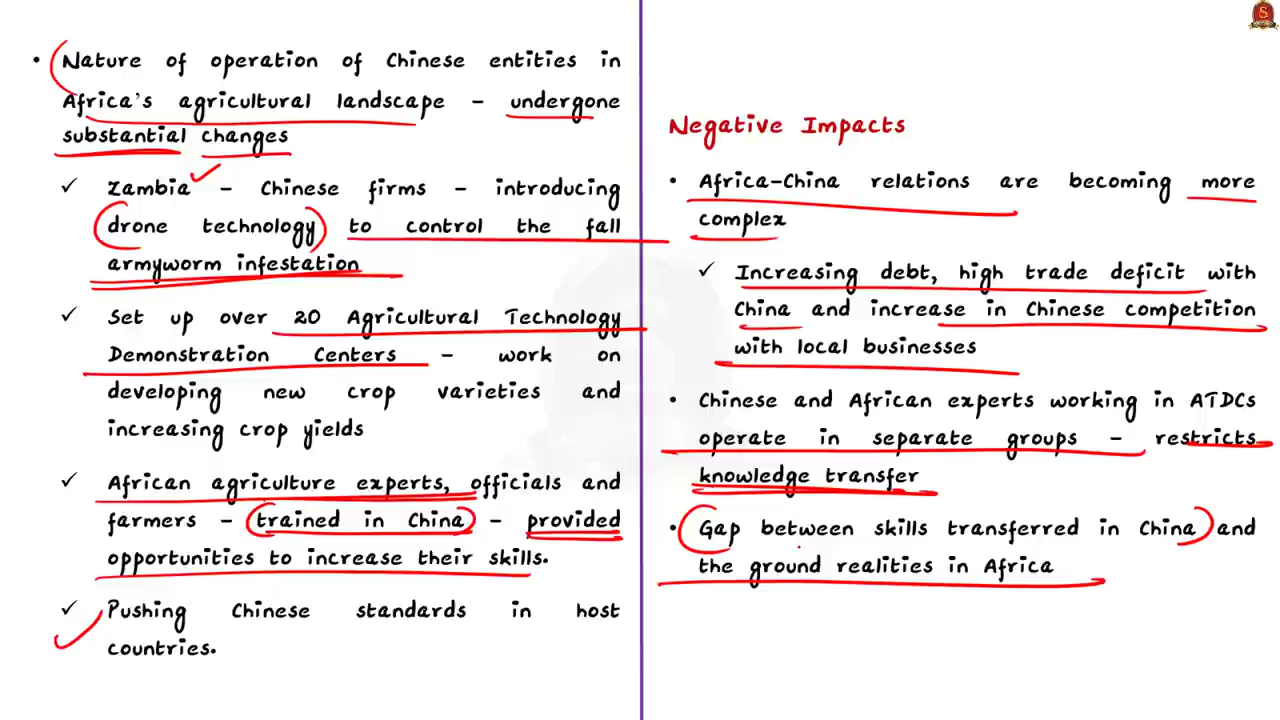 • Nature of operation of Chinese entities in
Africa's agricultural landscape – undergone
substantial changes
✓ Zambia – Chinese firms – introducing
drone technology to control the fall
armyworm infestation
✓ Set up over 20 Agricultural Technology
Demonstration Centers – work on
developing new crop varieties and
increasing crop yields
✓ African agriculture experts, officials and
farmers – trained in China – provided
opportunities to increase their skills.
✓ Pushing Chinese standards in host
countries.
Negative Impacts
• Africa-China relations are becoming more
complex
✓ Increasing debt, high trade deficit with
China and increase in Chinese competition
with local businesses
• Chinese and African experts working in ATDCs
operate in separate groups – restricts
knowledge transfer
• Gap between skills transferred in China and
the ground realities in Africa
S